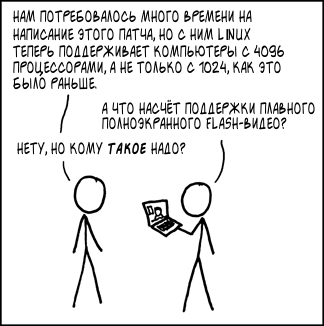 НАМ ПОТРЕБОВАЛОСЬ МНОГО ВРЕМЕНИ НА
НАПИСАНИЕ ЭТОГО ПАТЧА, НО С НИМ LINUX
ТЕПЕРЬ ПОДДЕРЖИВАЕТ КОМПЬЮТЕРЫ С 4096
ПРОЦЕССОРАМИ, А НЕ ТОЛЬКО С 1024, КАК ЭТО
БЫЛО РАНЬШЕ.
А ЧТО НАСЧЁТ ПОДДЕРЖКИ ПЛАВНОГО
ПОЛНОЭКРАННОГО FLASH-ВИДЕО?
НЕТУ, НО КОМУ ТАКОЕ НАДО?